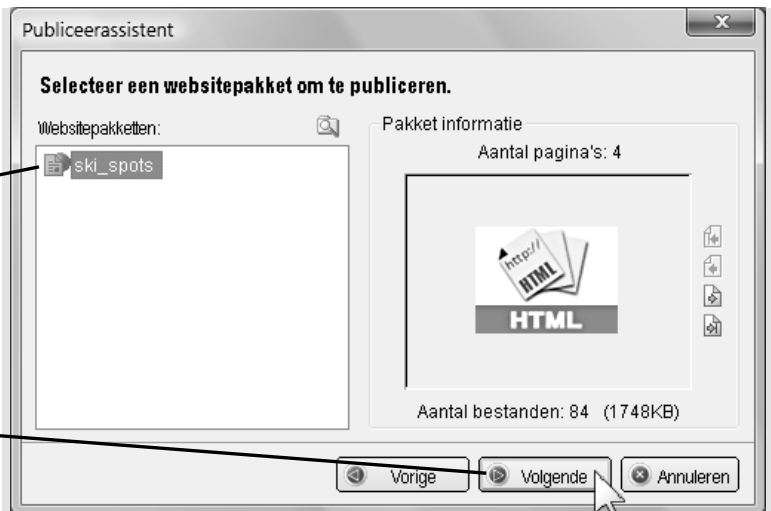 Publiceerassistent
Selecteer een websitepakket om te publiceren.
Websitepakketten:
ski_spots
Pakket informatie
Aantal pagina's: 4
http://
HTML
HTML
Aantal bestanden: 84 (1748KB)
Vorige
Volgende
Annuleren